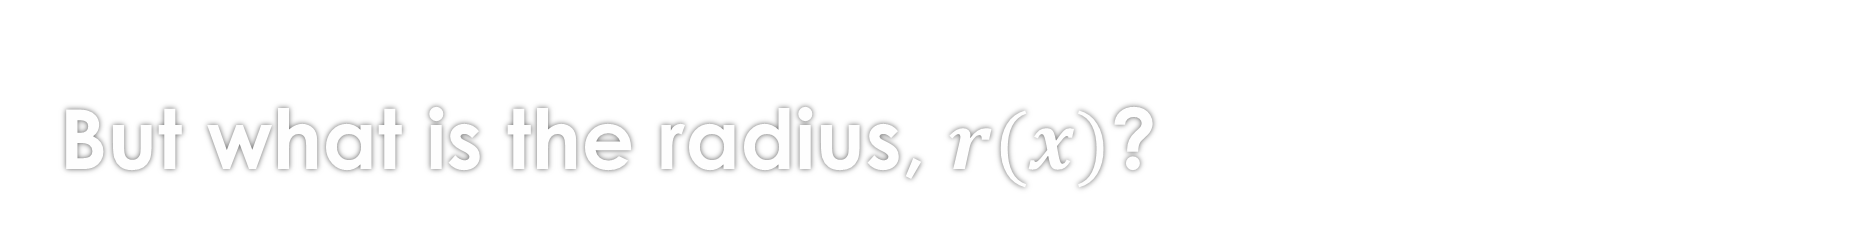 But what is the radius, r(x)?